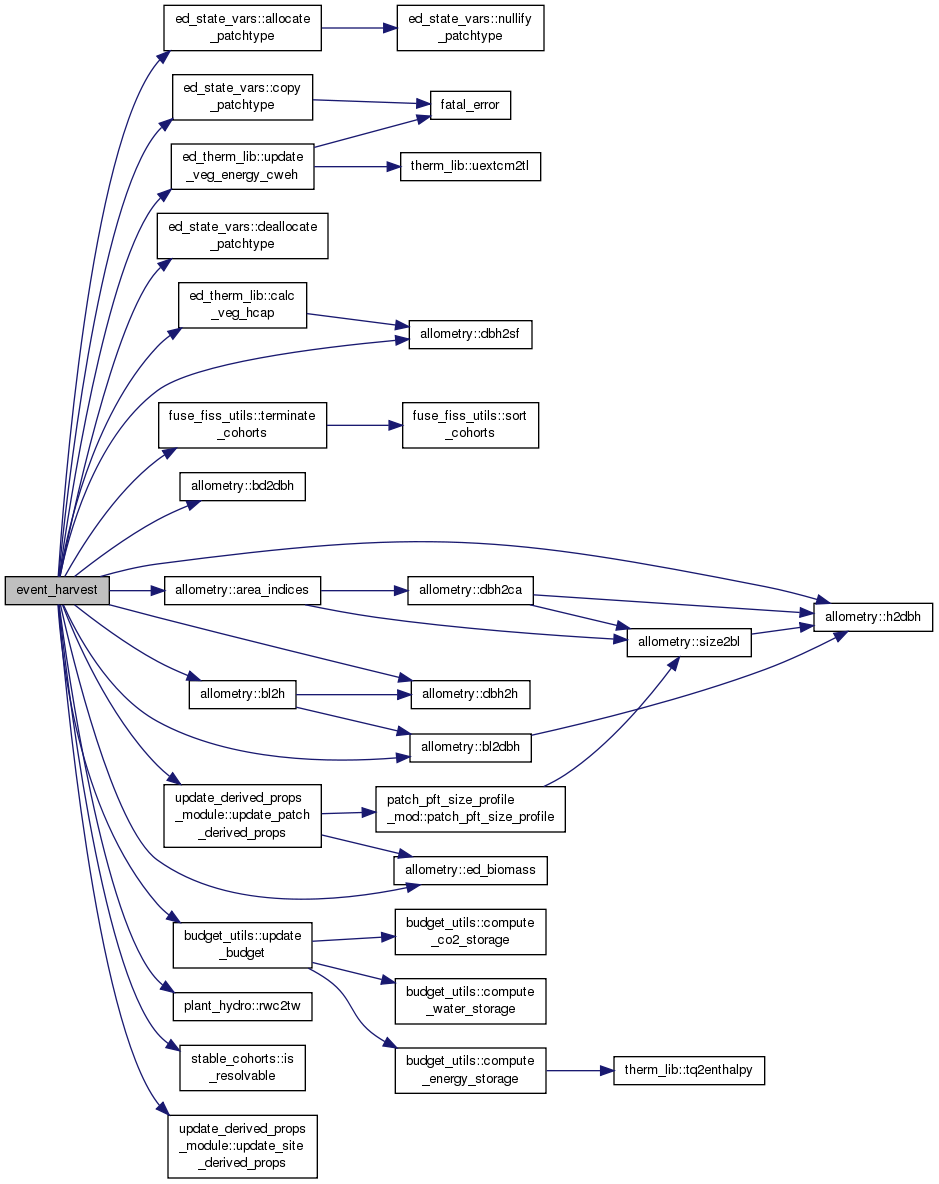 ed_state_vars::allocate
_patchtype
ed_state_vars::nullify
_patchtype
ed_state_vars::copy
_patchtype
fatal_error
ed_therm_lib::update
_veg_energy_cweh
therm_lib::uextcm2tl
ed_state_vars::deallocate
_patchtype
ed_therm_lib::calc
_veg_hcap
allometry::dbh2sf
fuse_fiss_utils::terminate
_cohorts
fuse_fiss_utils::sort
_cohorts
allometry::bd2dbh
event_harvest
allometry::area_indices
allometry::dbh2ca
allometry::h2dbh
allometry::size2bl
allometry::bl2h
allometry::dbh2h
allometry::bl2dbh
update_derived_props
_module::update_patch
_derived_props
patch_pft_size_profile
_mod::patch_pft_size_profile
allometry::ed_biomass
budget_utils::update
_budget
budget_utils::compute
_co2_storage
budget_utils::compute
_water_storage
plant_hydro::rwc2tw
stable_cohorts::is
_resolvable
budget_utils::compute
_energy_storage
therm_lib::tq2enthalpy
update_derived_props
_module::update_site
_derived_props